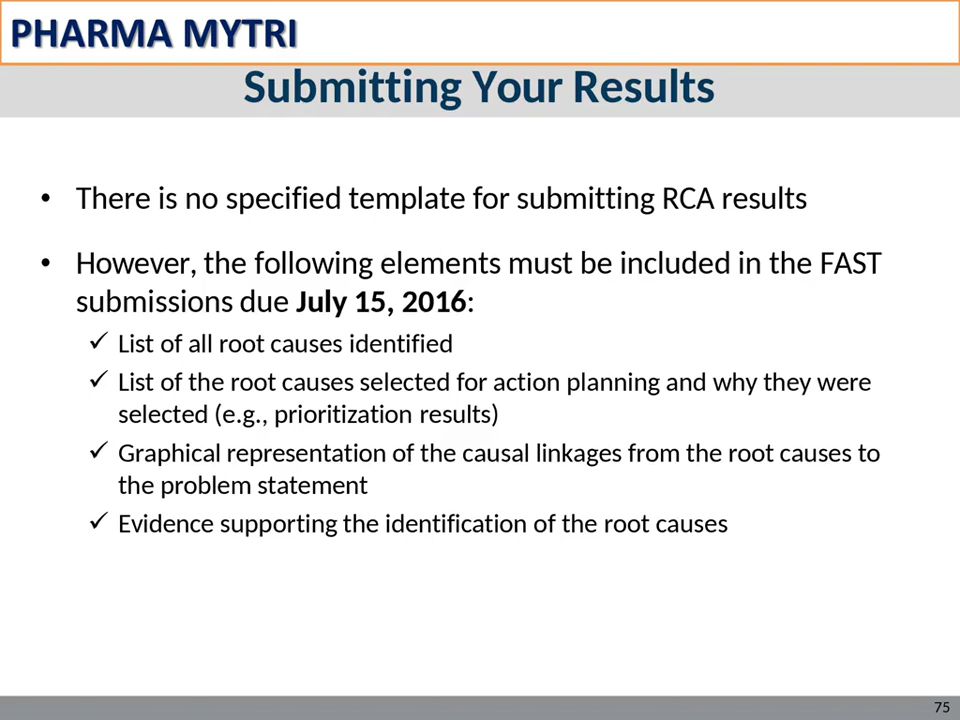 PHARMA MYTRI
Submitting Your Results
• There is no specified template for submitting RCA results
• However, the following elements must be included in the FAST
submissions due July 15, 2016:
✓ List of all root causes identified
✓ List of the root causes selected for action planning and why they were
selected (e.g., prioritization results)
✓ Graphical representation of the causal linkages from the root causes to
the problem statement
✓ Evidence supporting the identification of the root causes
75